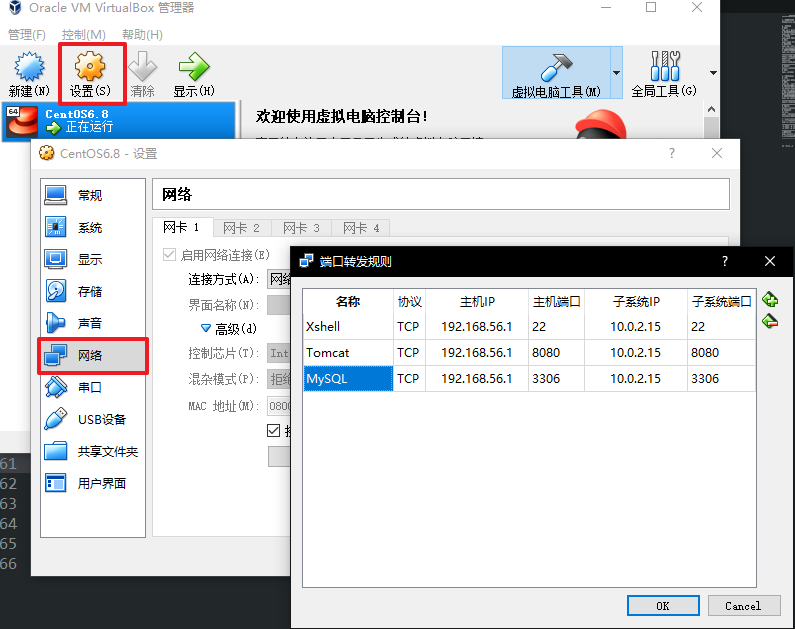 Oracle VM VirtualBox 管理器
管理(F) 控制(M) 帮助(H)
新建(N) 设置(S) 清除 显示(H) 虚拟电脑工具(M) 全局工具(G)
64 CentOS6.8
正在运行
欢迎使用虚拟电脑控制台!
CentOS6.8 - 设置
常规
系统
显示
存储
声音
网络
串口
USB设备
共享文件夹
用户界面
网络
网卡 1 网卡 2 网卡 3 网卡 4
启用网络连接(E)
连接方式(A): 网络
界面名称(N):
高级(d)
控制芯片(T): Int
混杂模式(P): 拒绝
MAC 地址(M): 0800
端口转发规则
名称 协议 主机IP 主机端口 子系统IP 子系统端口
Xshell TCP 192.168.56.1 22 10.0.2.15 22
Tomcat TCP 192.168.56.1 8080 10.0.2.15 8080
MySQL TCP 192.168.56.1 3306 10.0.2.15 3306
OK Cancel
61
62
63
64
65
66